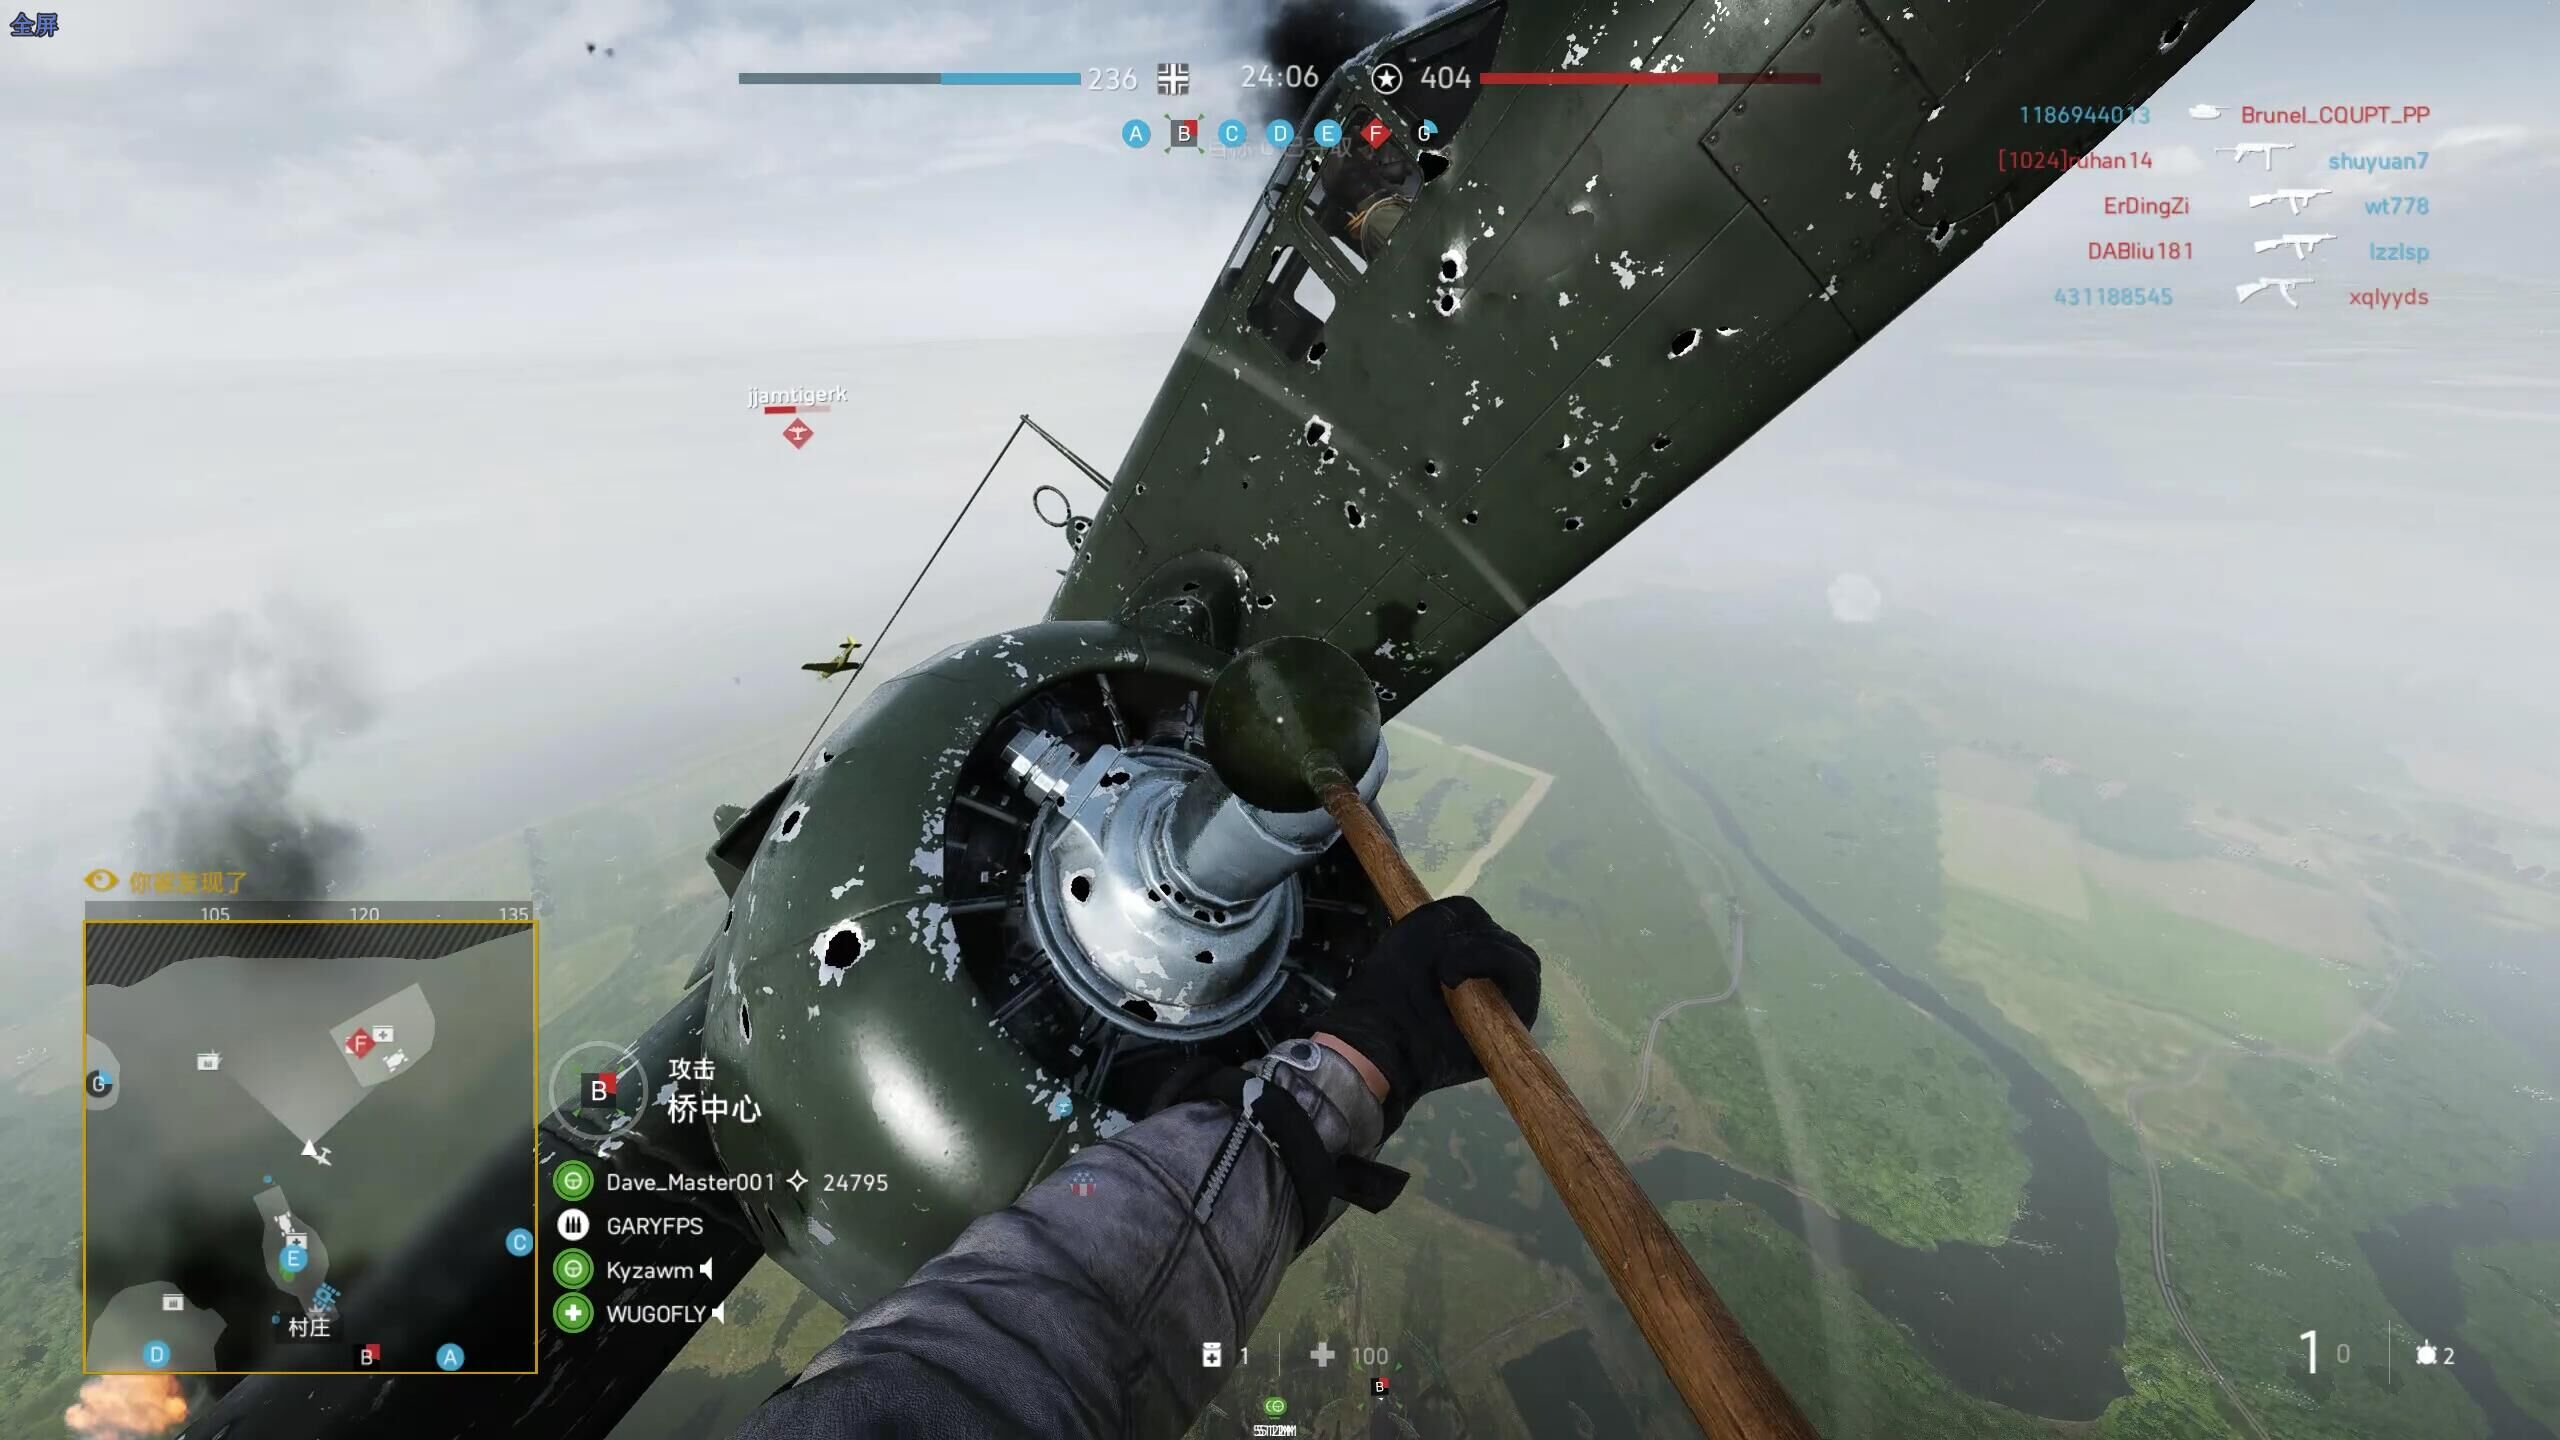 全屏
236
24:06
404
A B C D E F G
1186944013 Brunel_CQUPT_PP
[1024]ruhan14 shuyuan7
ErDingZi wt778
DABliu181 lzzlsp
431188545 xqlyyds
jjamtigerk
你被发现了
105 120 135
F
G
C
E
村庄
D
B
A
B
攻击
桥中心
Dave_Master001 24795
GARYFPS
Kyzawm
WUGOFLY
1
100
B
1 0
2